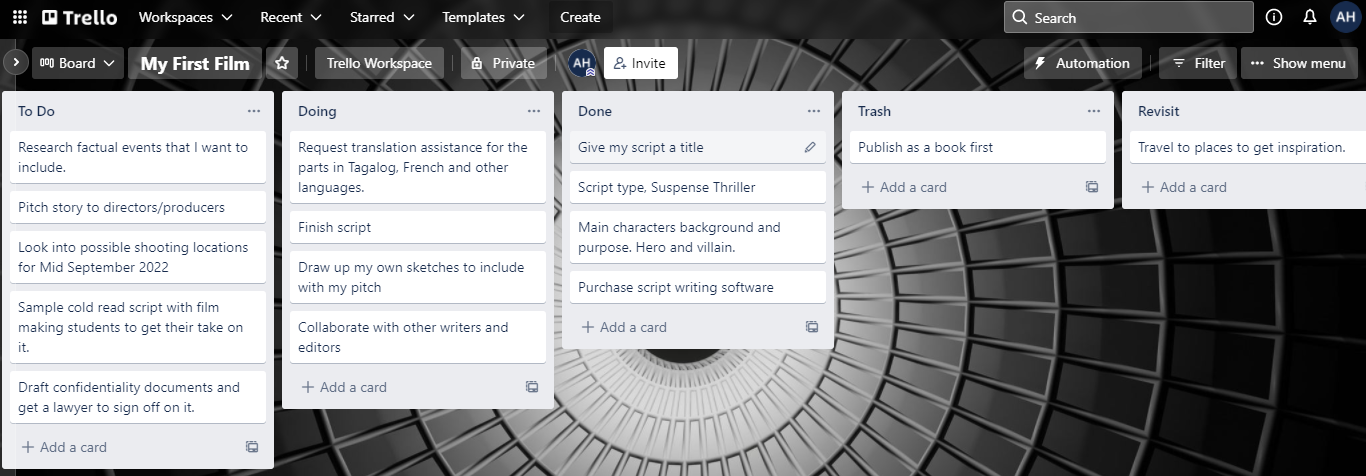 Trello Workspaces Recent Starred Templates Create Search AH
Board My First Film Trello Workspace Private AH Invite Automation Filter Show menu
To Do
Research factual events that I want to
include.
Pitch story to directors/producers
Look into possible shooting locations
for Mid September 2022
Sample cold read script with film
making students to get their take on
it.
Draft confidentiality documents and
get a lawyer to sign off on it.
+ Add a card
Doing
Request translation assistance for the
parts in Tagalog, French and other
languages.
Finish script
Draw up my own sketches to include
with my pitch
Collaborate with other writers and
editors
+ Add a card
Done
Give my script a title
Script type, Suspense Thriller
Main characters background and
purpose. Hero and villain.
Purchase script writing software
+ Add a card
Trash
Publish as a book first
+ Add a card
Revisit
Travel to places to get inspiration.
+ Add a card